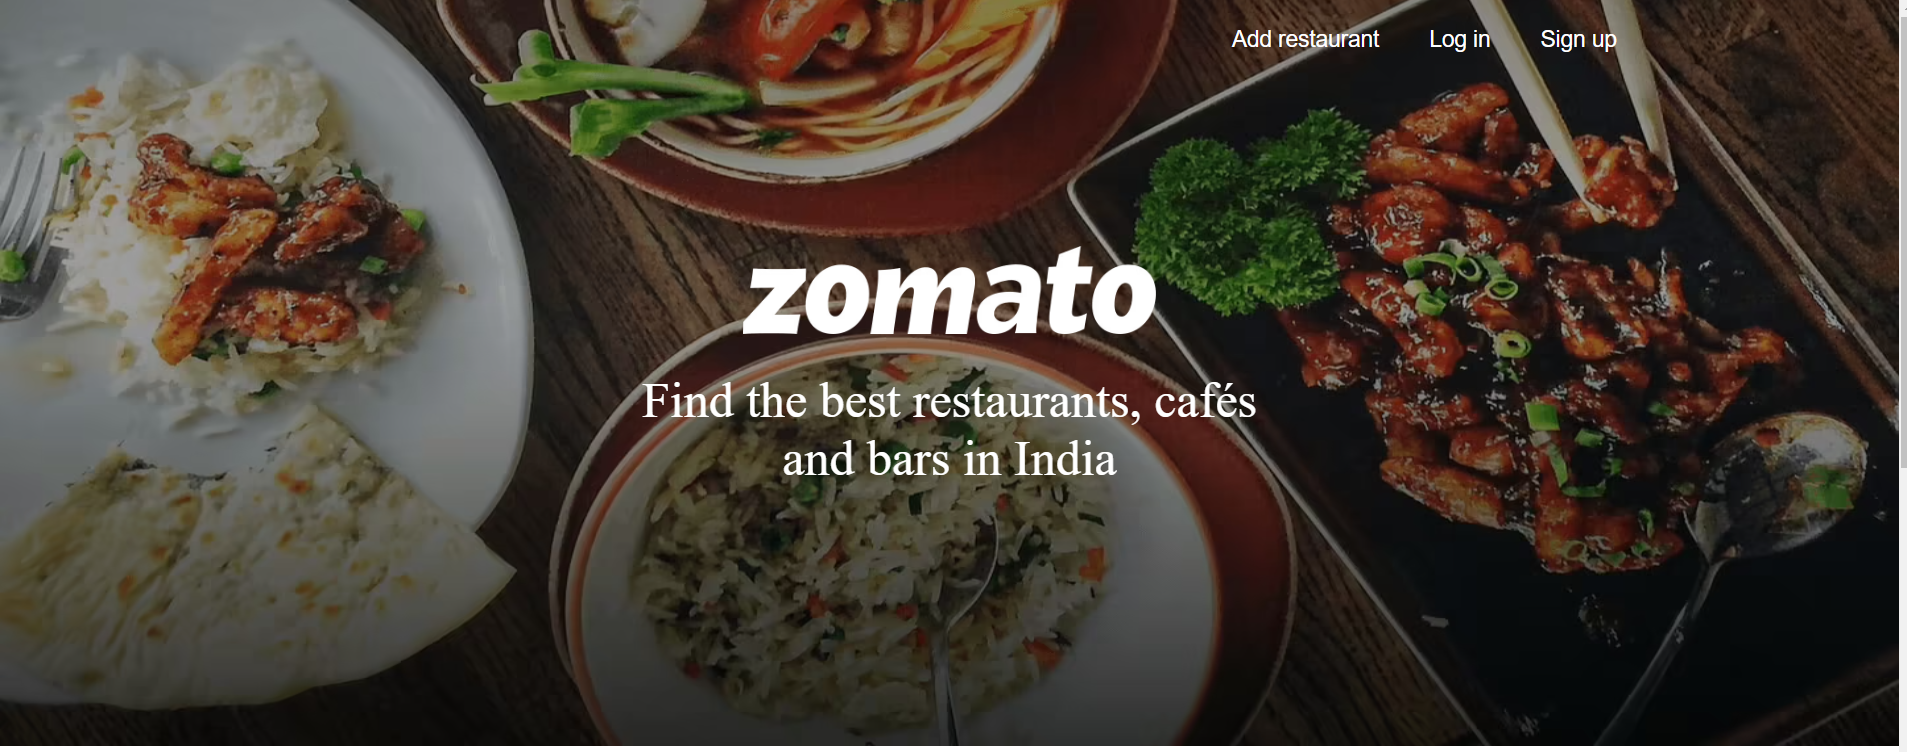 Add restaurant
Log in
Sign up
zomato
Find the best restaurants, cafés
and bars in India